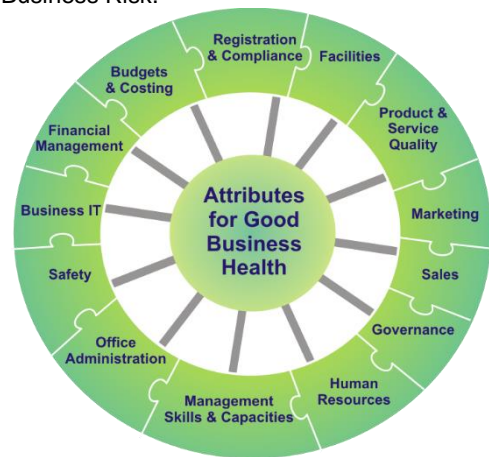 Business Risk.
Registration
& Compliance
Facilities
Product &
Service
Quality
Marketing
Sales
Governance
Human
Resources
Management
Skills & Capacities
Office
Administration
Safety
Business IT
Financial
Management
Budgets
& Costing
Attributes
for Good
Business
Health